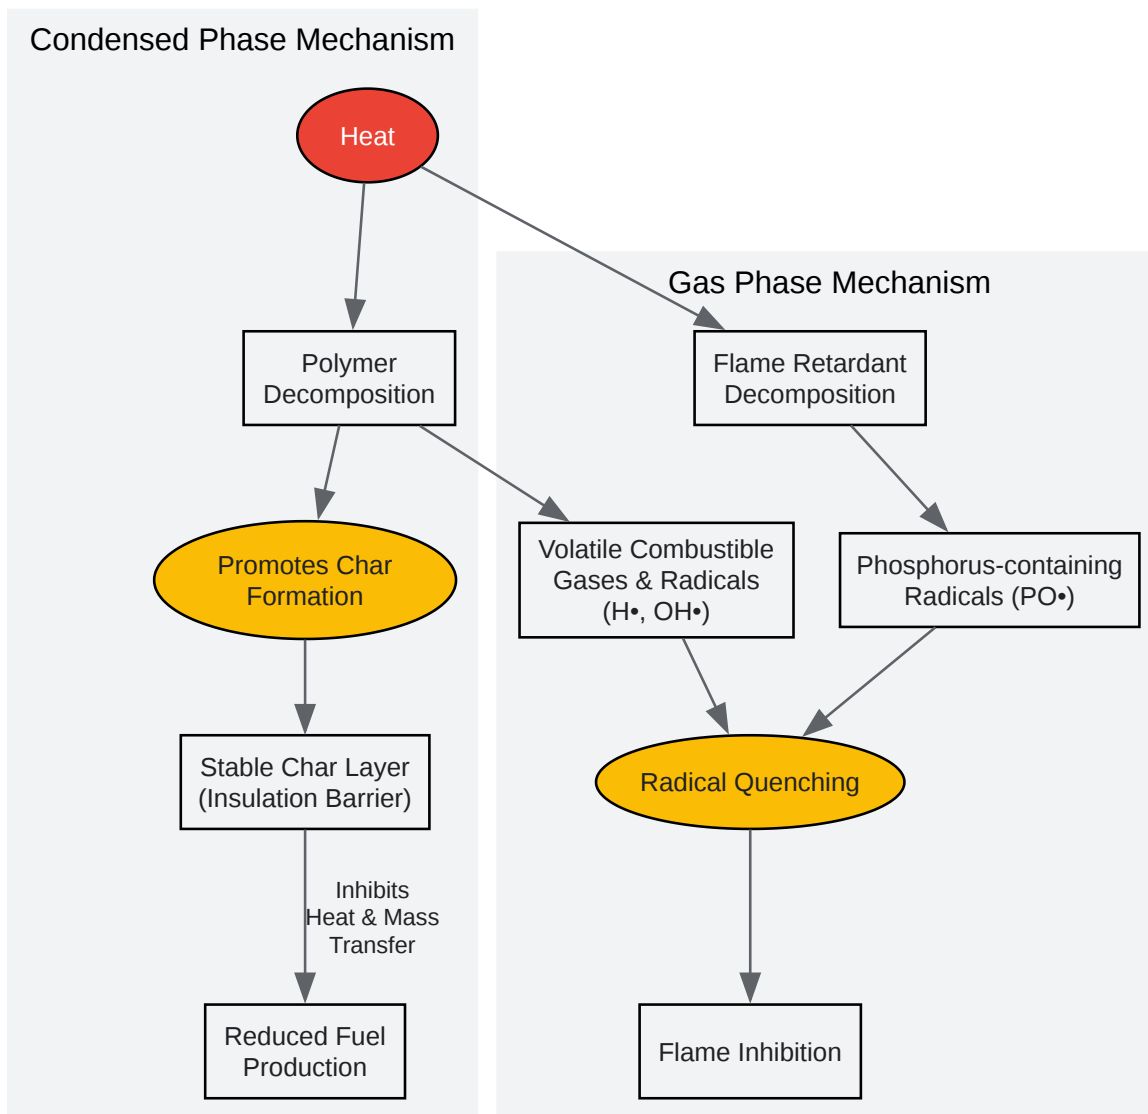 Condensed Phase Mechanism
Heat
Gas Phase Mechanism
Polymer
Decomposition
Flame Retardant
Decomposition
Promotes Char
Formation
Volatile Combustible
Gases & Radicals
(H•, OH•)
Phosphorus-containing
Radicals (PO•)
Stable Char Layer
(Insulation Barrier)
Radical Quenching
Inhibits
Heat & Mass
Transfer
Reduced Fuel
Production
Flame Inhibition